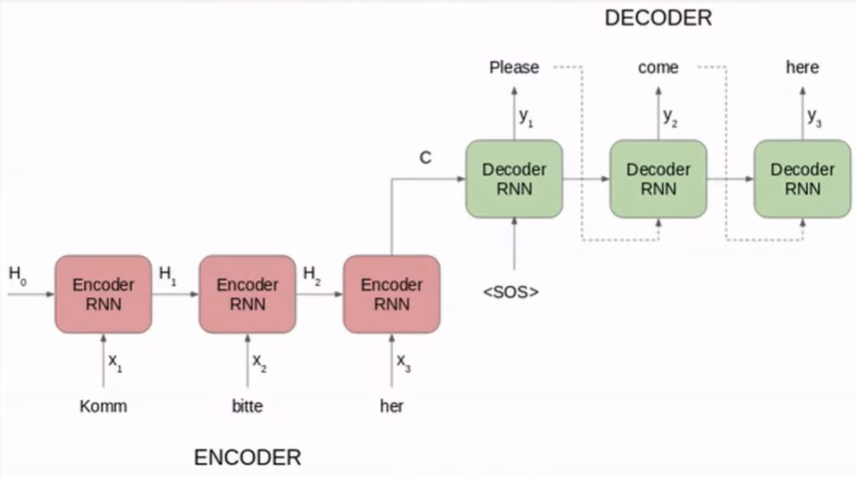 DECODER
Please
come
here
y1
y2
y3
C
Decoder
RNN
Decoder
RNN
Decoder
RNN
<SOS>
H0
H1
H2
Encoder
RNN
Encoder
RNN
Encoder
RNN
x1
x2
x3
Komm
bitte
her
ENCODER